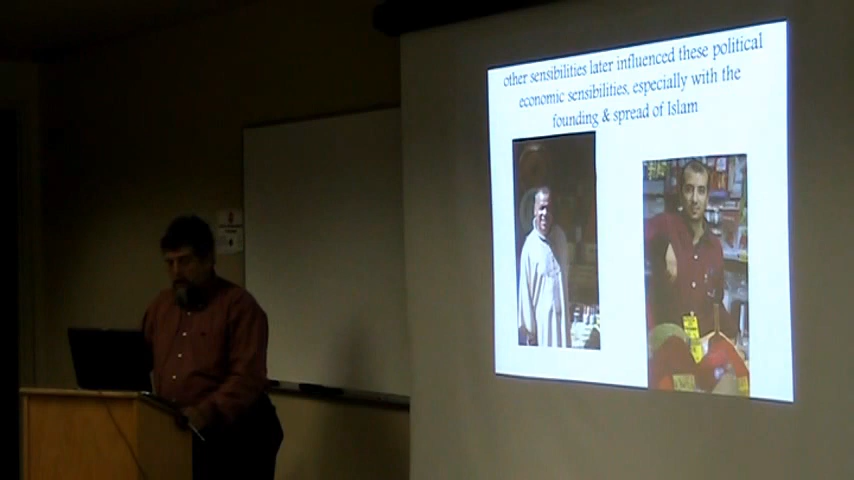 other sensibilities later influenced these political
economic sensibilities, especially with the
founding & spread of Islam